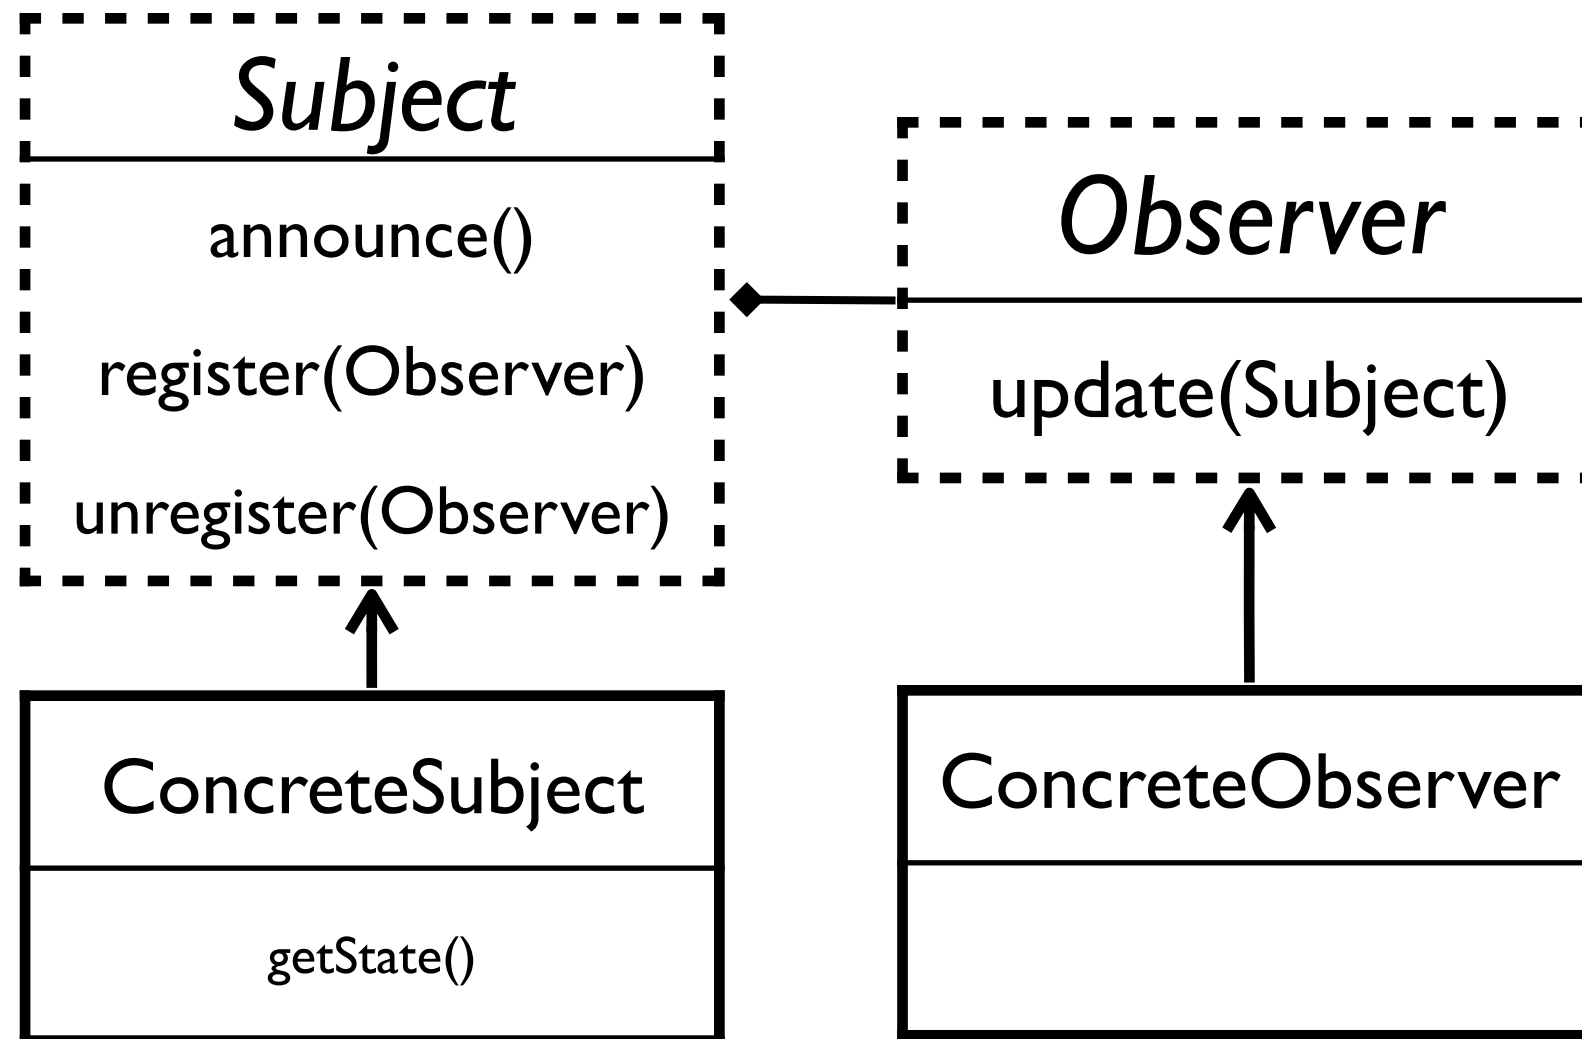 Subject
announce()
register(Observer)
unregister(Observer)
Observer
update(Subject)
ConcreteSubject
getState()
ConcreteObserver